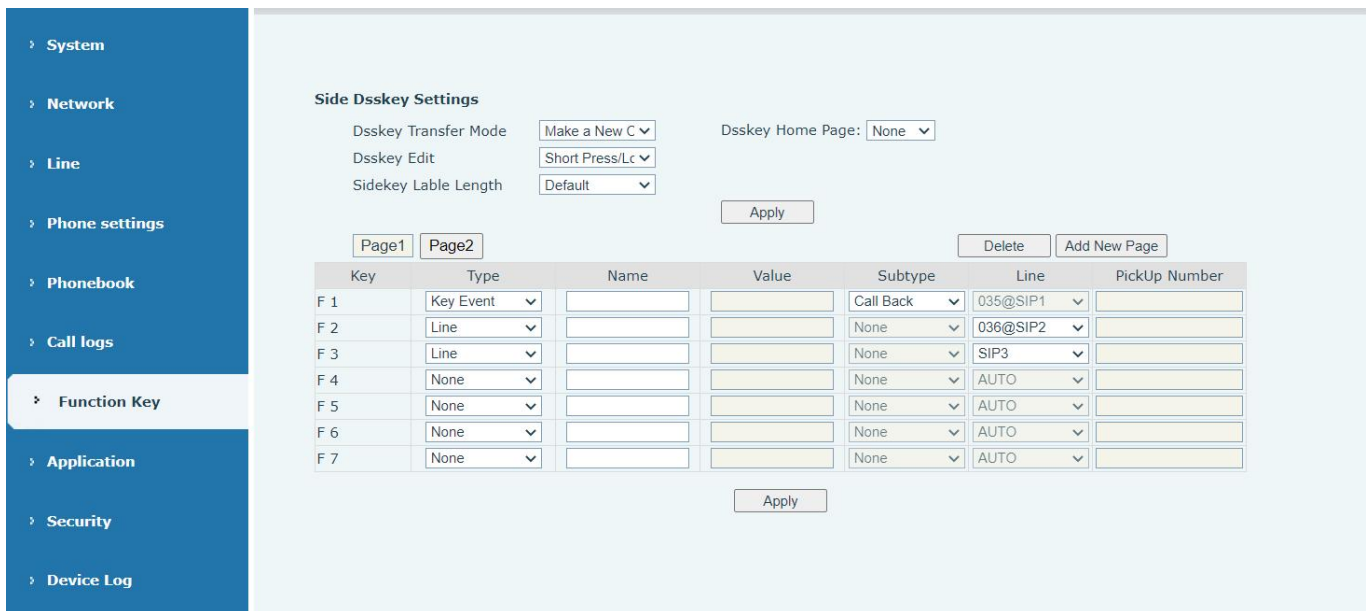 System
Network
Line
Phone settings
Phonebook
Call logs
Function Key
Application
Security
Device Log
Side Dsskey Settings
Dsskey Transfer Mode Make a New C Dsskey Home Page: None
Dsskey Edit Short Press/Lc
Sidekey Lable Length Default
Apply
Page1 Page2 Delete Add New Page
Key Type Name Value Subtype Line PickUp Number
F 1 Key Event Call Back 035@SIP1
F 2 Line None 036@SIP2
F 3 Line None SIP3
F 4 None None AUTO
F 5 None None AUTO
F 6 None None AUTO
F 7 None None AUTO
Apply